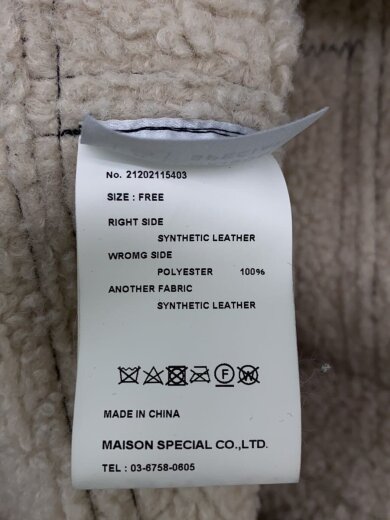 No. 21202115403
SIZE : FREE
RIGHT SIDE
SYNTHETIC LEATHER
WROMG SIDE
POLYESTER 100%
ANOTHER FABRIC
SYNTHETIC LEATHER
MADE IN CHINA
MAISON SPECIAL CO.,LTD.
TEL : 03-6758-0605